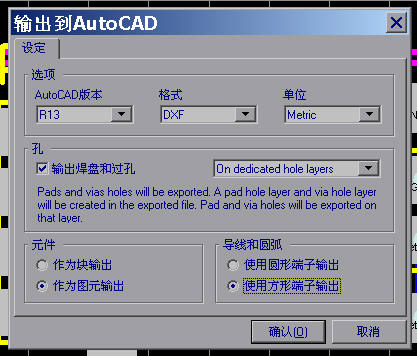 输出到AutoCAD
设定
选项
AutoCAD版本 格式 单位
R13 DXF Metric
孔
输出焊盘和过孔 On dedicated hole layers
Pads and vias holes will be exported. A pad hole layer and via hole layer
will be created in the exported file. Pad and via holes will be exported on
that layer.
元件 导线和圆弧
作为块输出 使用圆形端子输出
作为图元输出 使用方形端子输出
确认(O) 取消